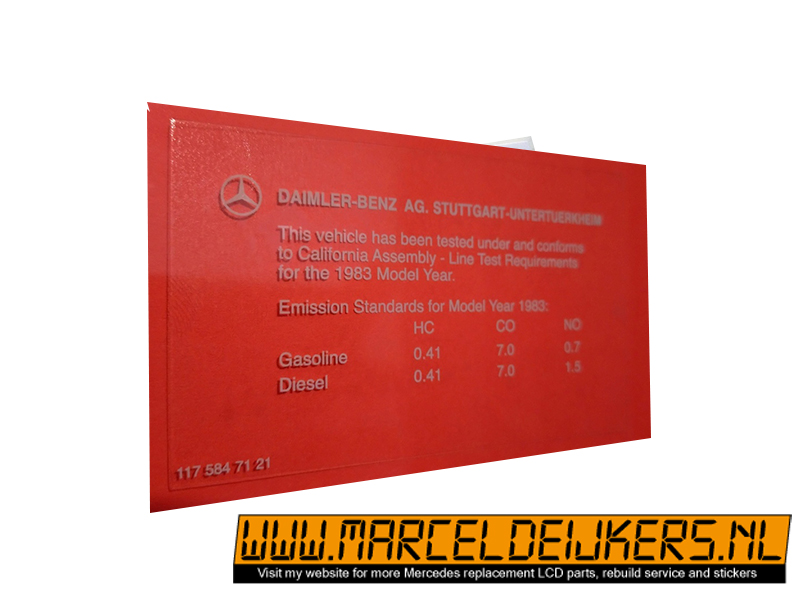 DAIMLER-BENZ AG. STUTTGART-UNTERTUERKHEIM
This vehicle has been tested under and conforms
to California Assembly - Line Test Requirements
for the 1983 Model Year.
Emission Standards for Model Year 1983:
HC CO NO
Gasoline 0.41 7.0 0.7
Diesel 0.41 7.0 1.5
117 584 71 21
WWW.MARCELDEIJKERS.NL
Visit my website for more Mercedes replacement LCD parts, rebuild service and stickers